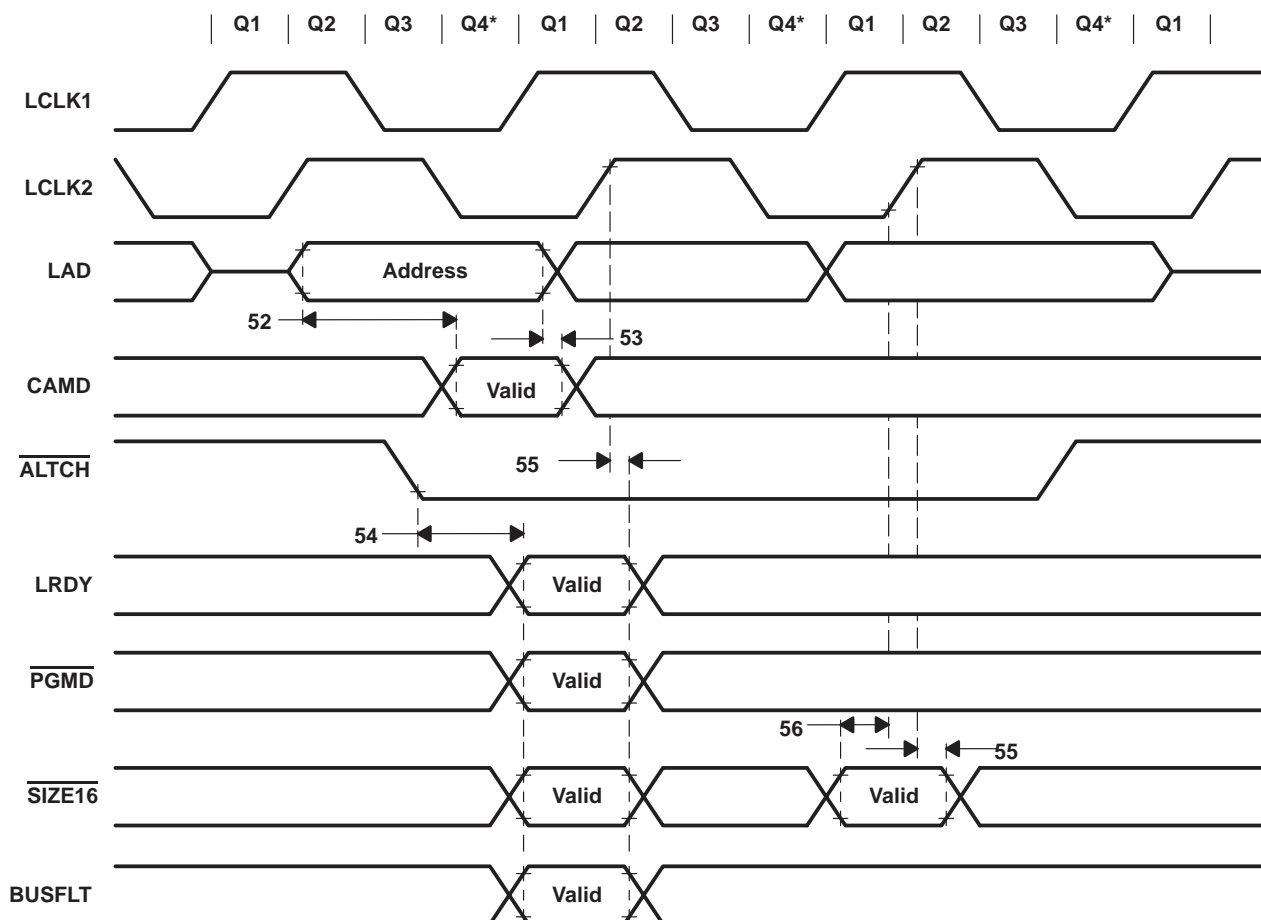 Q1 Q2 Q3 Q4* Q1 Q2 Q3 Q4* Q1 Q2 Q3 Q4* Q1
LCLK1
LCLK2
LAD Address
52
53
CAMD Valid
ALTCH 55
54
LRDY Valid
PGMD Valid
56
55
SIZE16 Valid Valid
BUSFLT Valid